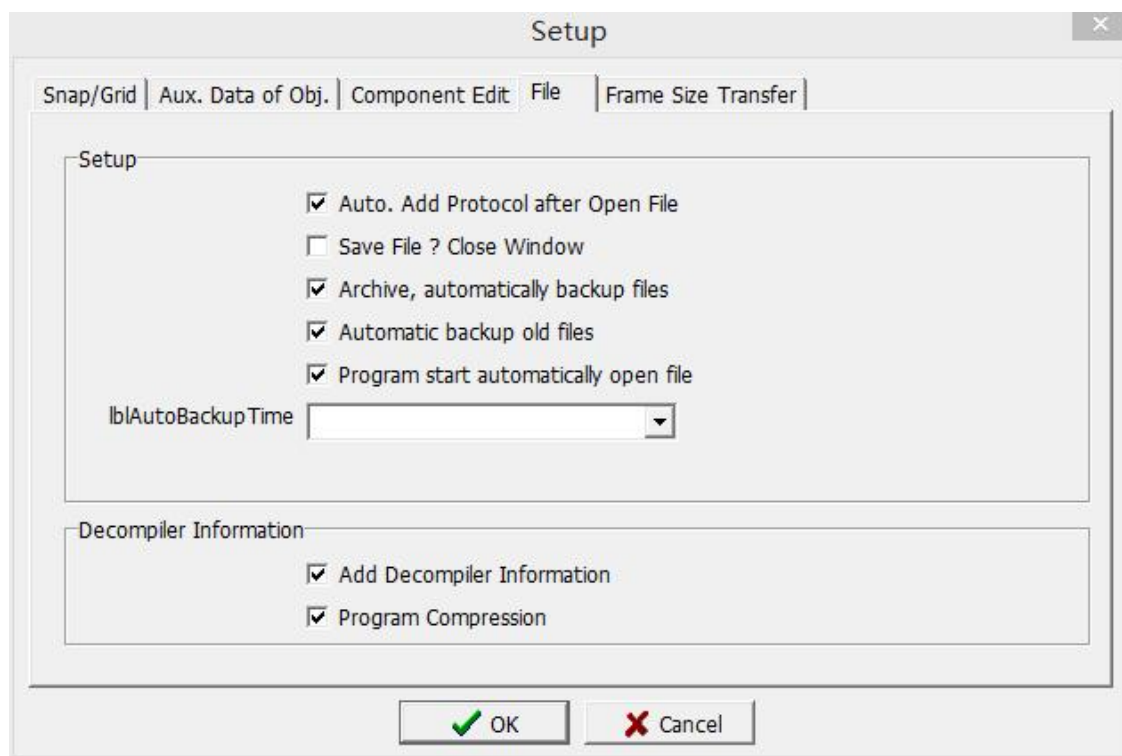 Setup
Snap/Grid Aux. Data of Obj. Component Edit File Frame Size Transfer
Setup
Auto. Add Protocol after Open File
Save File ? Close Window
Archive, automatically backup files
Automatic backup old files
Program start automatically open file
lblAutoBackupTime
Decompiler Information
Add Decompiler Information
Program Compression
OK Cancel